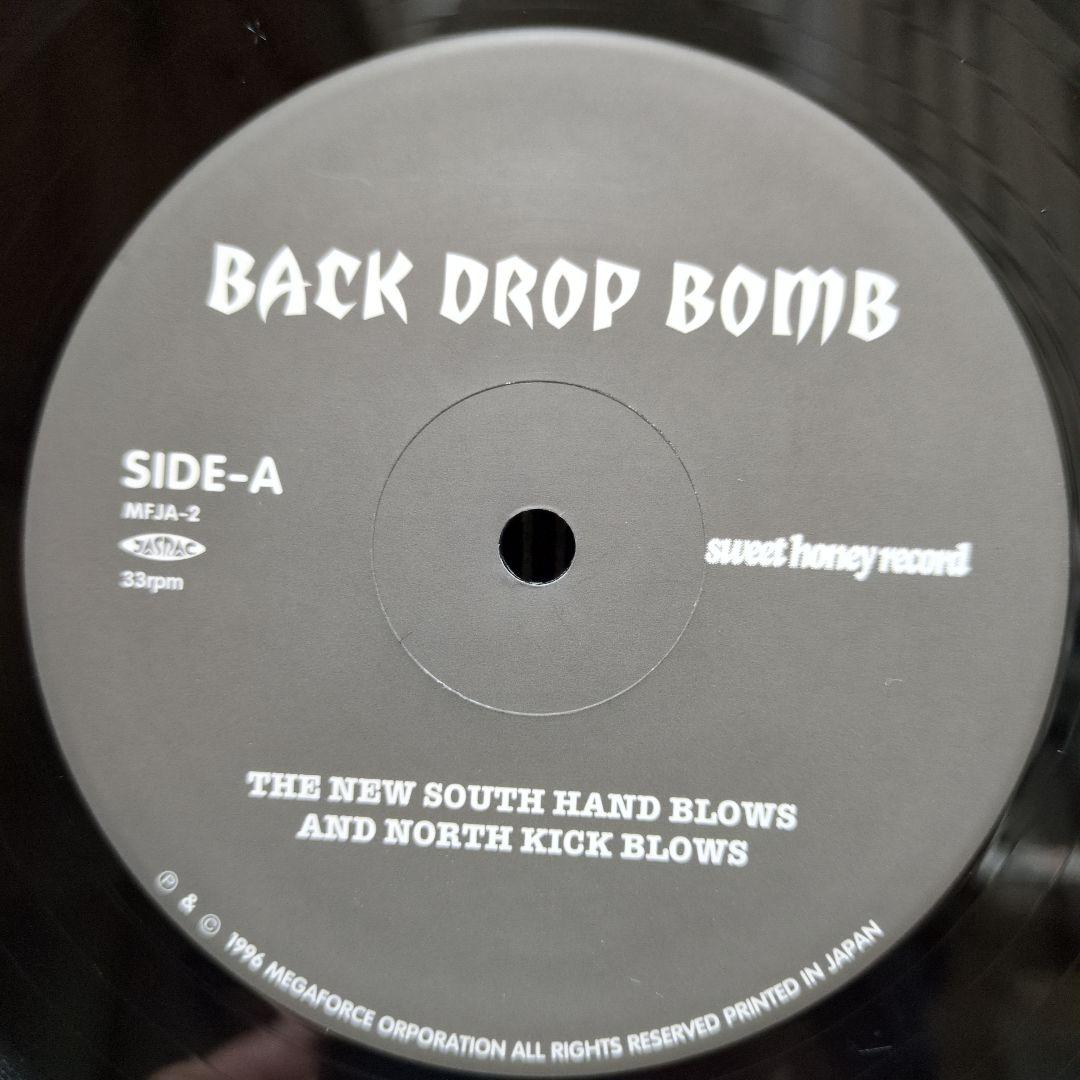 BACK DROP BOMB
SIDE-A
MFJA-2
JASRAC
33rpm
sweet honey record
THE NEW SOUTH HAND BLOWS
AND NORTH KICK BLOWS
℗ & © 1996 MEGAFORCE ORPORATION ALL RIGHTS RESERVED PRINTED IN JAPAN